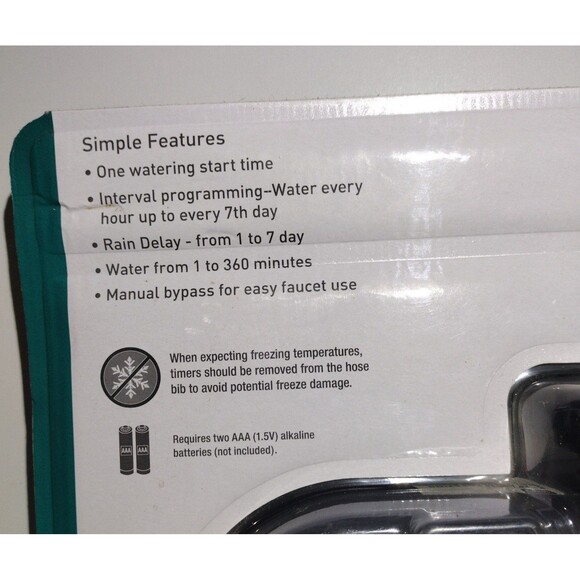 Simple Features
• One watering start time
• Interval programming--Water every
hour up to every 7th day
• Rain Delay - from 1 to 7 day
• Water from 1 to 360 minutes
• Manual bypass for easy faucet use
When expecting freezing temperatures,
timers should be removed from the hose
bib to avoid potential freeze damage.
AAA AAA
Requires two AAA (1.5V) alkaline
batteries (not included).